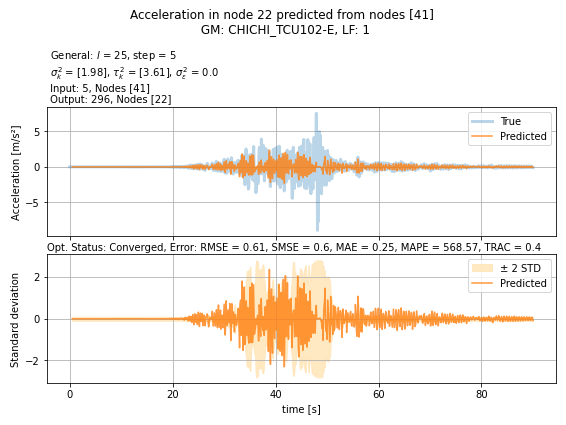 Acceleration in node 22 predicted from nodes [41]
GM: CHICHI_TCU102-E, LF: 1
General: l = 25, step = 5
σ²ₖ = [1.98], τ²ₖ = [3.61], σ²ε = 0.0
Input: 5, Nodes [41]
Output: 296, Nodes [22]
Acceleration [m/s²]
5
0
−5
True
Predicted
Opt. Status: Converged, Error: RMSE = 0.61, SMSE = 0.6, MAE = 0.25, MAPE = 568.57, TRAC = 0.4
Standard deviation
2
0
−2
± 2 STD
Predicted
0 20 40 60 80
time [s]